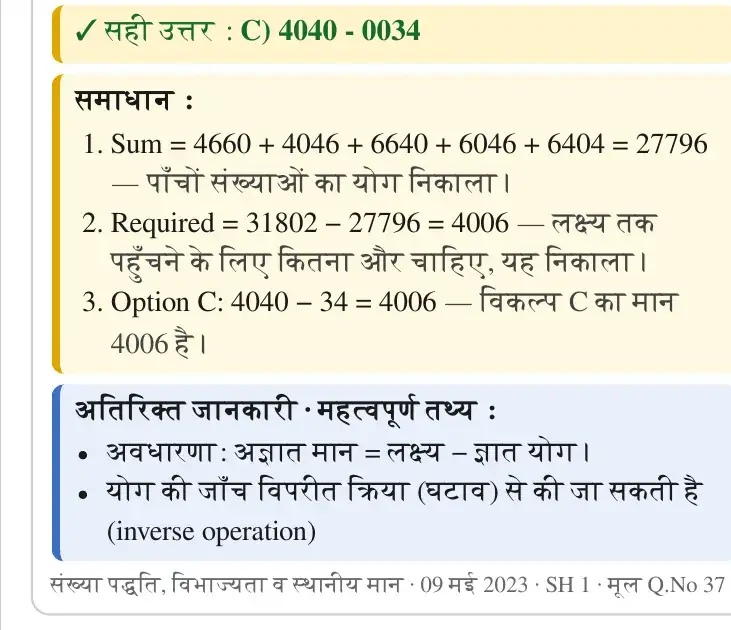 ✓ सही उत्तर : C) 4040 - 0034
समाधान :
1. Sum = 4660 + 4046 + 6640 + 6046 + 6404 = 27796
— पाँचों संख्याओं का योग निकाला।
2. Required = 31802 − 27796 = 4006 — लक्ष्य तक
पहुँचने के लिए कितना और चाहिए, यह निकाला।
3. Option C: 4040 − 34 = 4006 — विकल्प C का मान
4006 है।
अतिरिक्त जानकारी · महत्वपूर्ण तथ्य :
• अवधारणा : अज्ञात मान = लक्ष्य − ज्ञात योग।
• योग की जाँच विपरीत क्रिया (घटाव) से की जा सकती है
(inverse operation)
संख्या पद्धति, विभाज्यता व स्थानीय मान · 09 मई 2023 · SH 1 · मूल Q.No 37